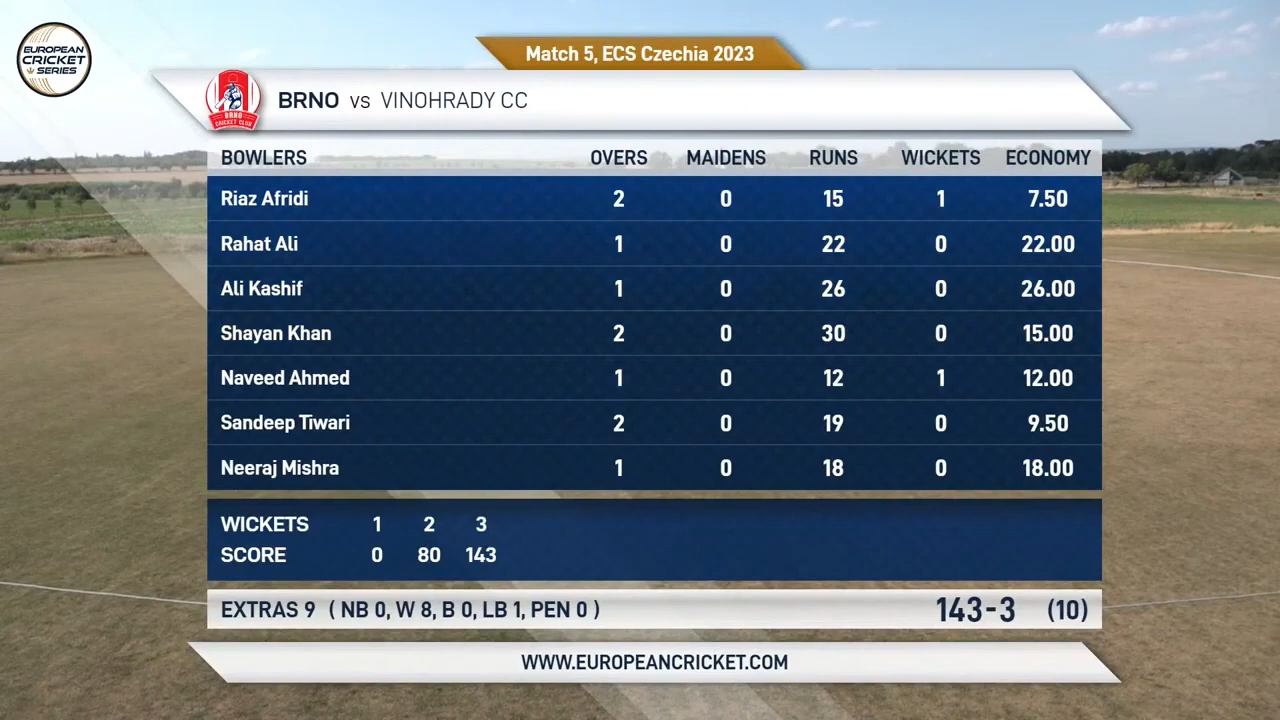 EUROPEAN
CRICKET
SERIES
Match 5, ECS Czechia 2023
BRNO
CRICKET CLUB
BRNO vs VINOHRADY CC
BOWLERS OVERS MAIDENS RUNS WICKETS ECONOMY
Riaz Afridi 2 0 15 1 7.50
Rahat Ali 1 0 22 0 22.00
Ali Kashif 1 0 26 0 26.00
Shayan Khan 2 0 30 0 15.00
Naveed Ahmed 1 0 12 1 12.00
Sandeep Tiwari 2 0 19 0 9.50
Neeraj Mishra 1 0 18 0 18.00
WICKETS 1 2 3
SCORE 0 80 143
EXTRAS 9 ( NB 0, W 8, B 0, LB 1, PEN 0 ) 143-3 (10)
WWW.EUROPEANCRICKET.COM